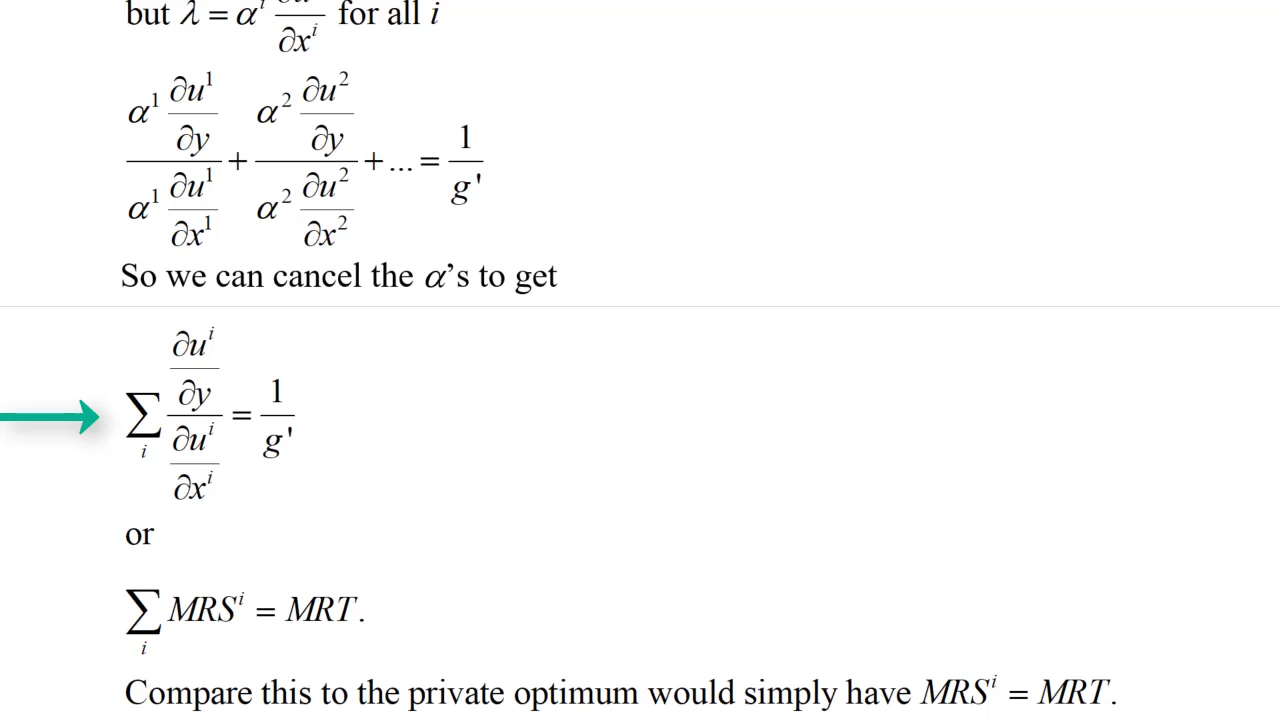 but λ = α^i ∂u/∂x^i for all i
(α^1 ∂u^1/∂y)/(α^1 ∂u^1/∂x^1) + (α^2 ∂u^2/∂y)/(α^2 ∂u^2/∂x^2) + ... = 1/g'
So we can cancel the α's to get
∑_i (∂u^i/∂y)/(∂u^i/∂x^i) = 1/g'
or
∑_i MRS^i = MRT.
Compare this to the private optimum would simply have MRS^i = MRT.